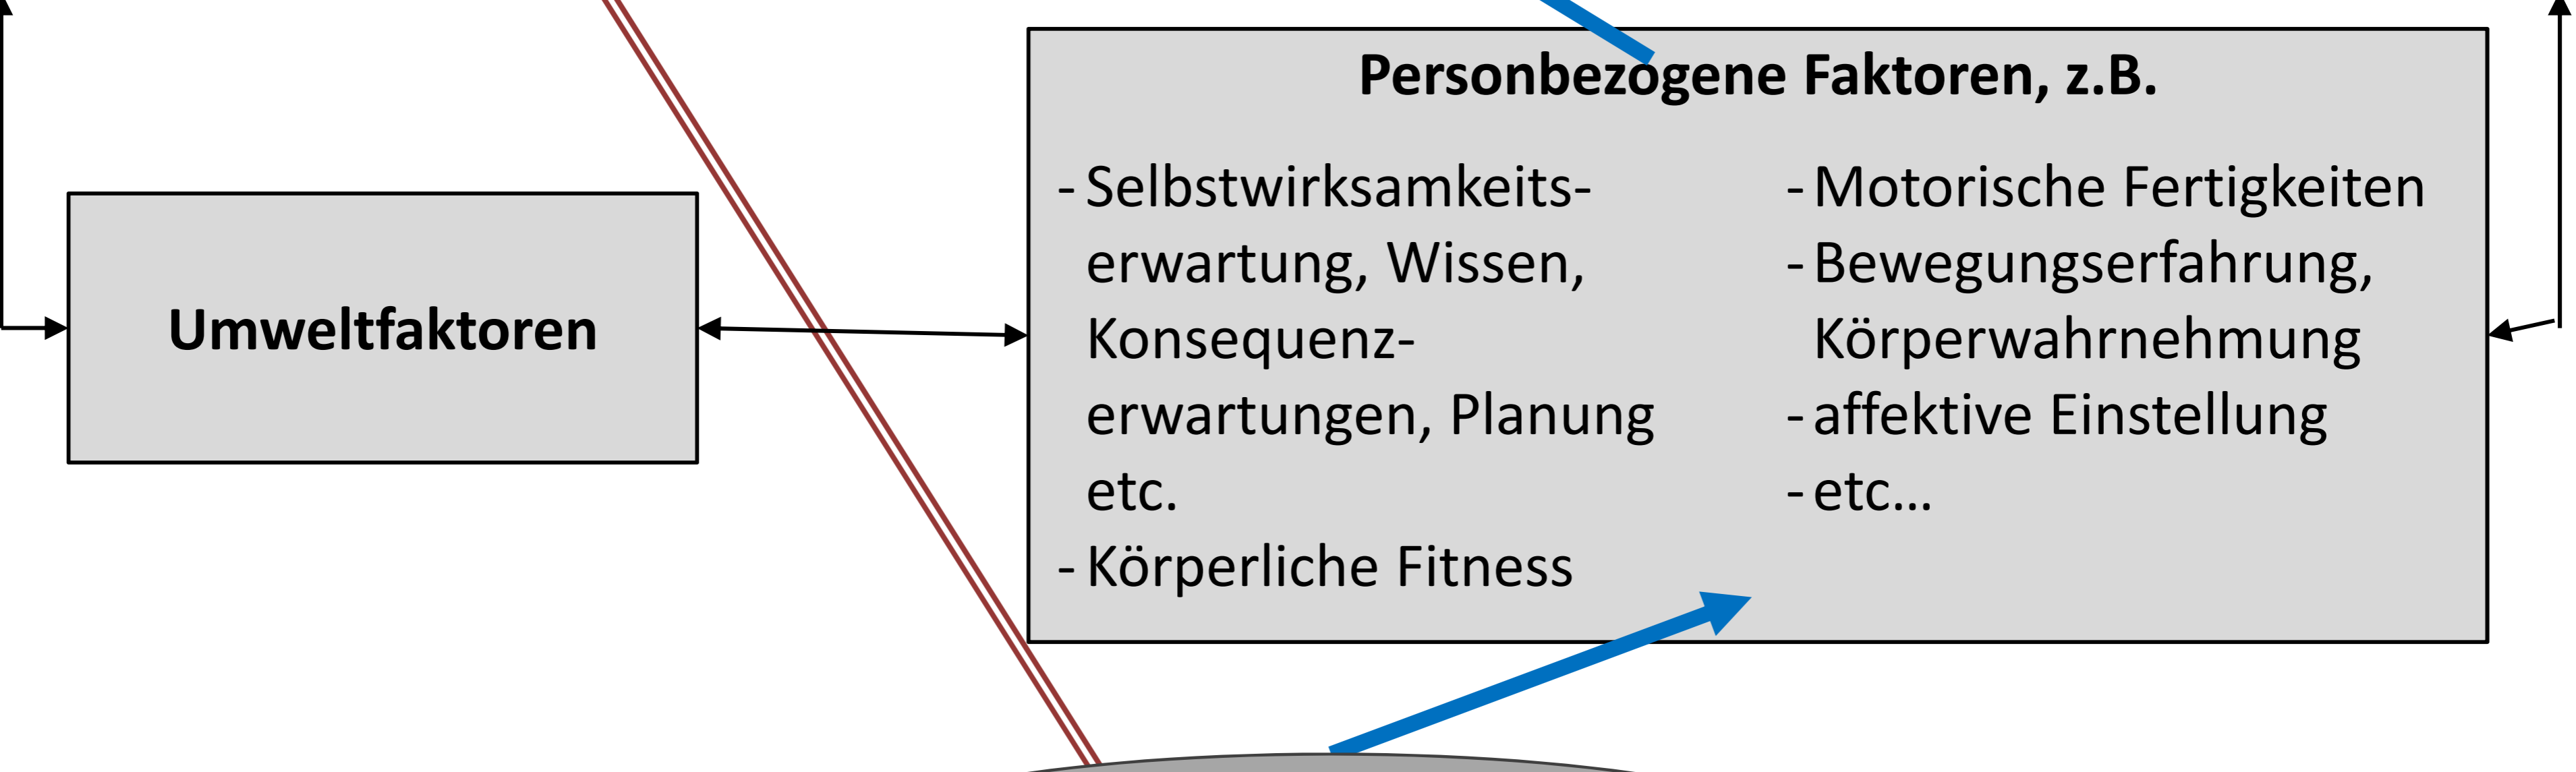 Personbezogene Faktoren, z.B.
- Selbstwirksamkeits-
erwartung, Wissen,
Konsequenz-
erwartungen, Planung
etc.
- Körperliche Fitness
- Motorische Fertigkeiten
- Bewegungserfahrung,
Körperwahrnehmung
- affektive Einstellung
- etc...
Umweltfaktoren